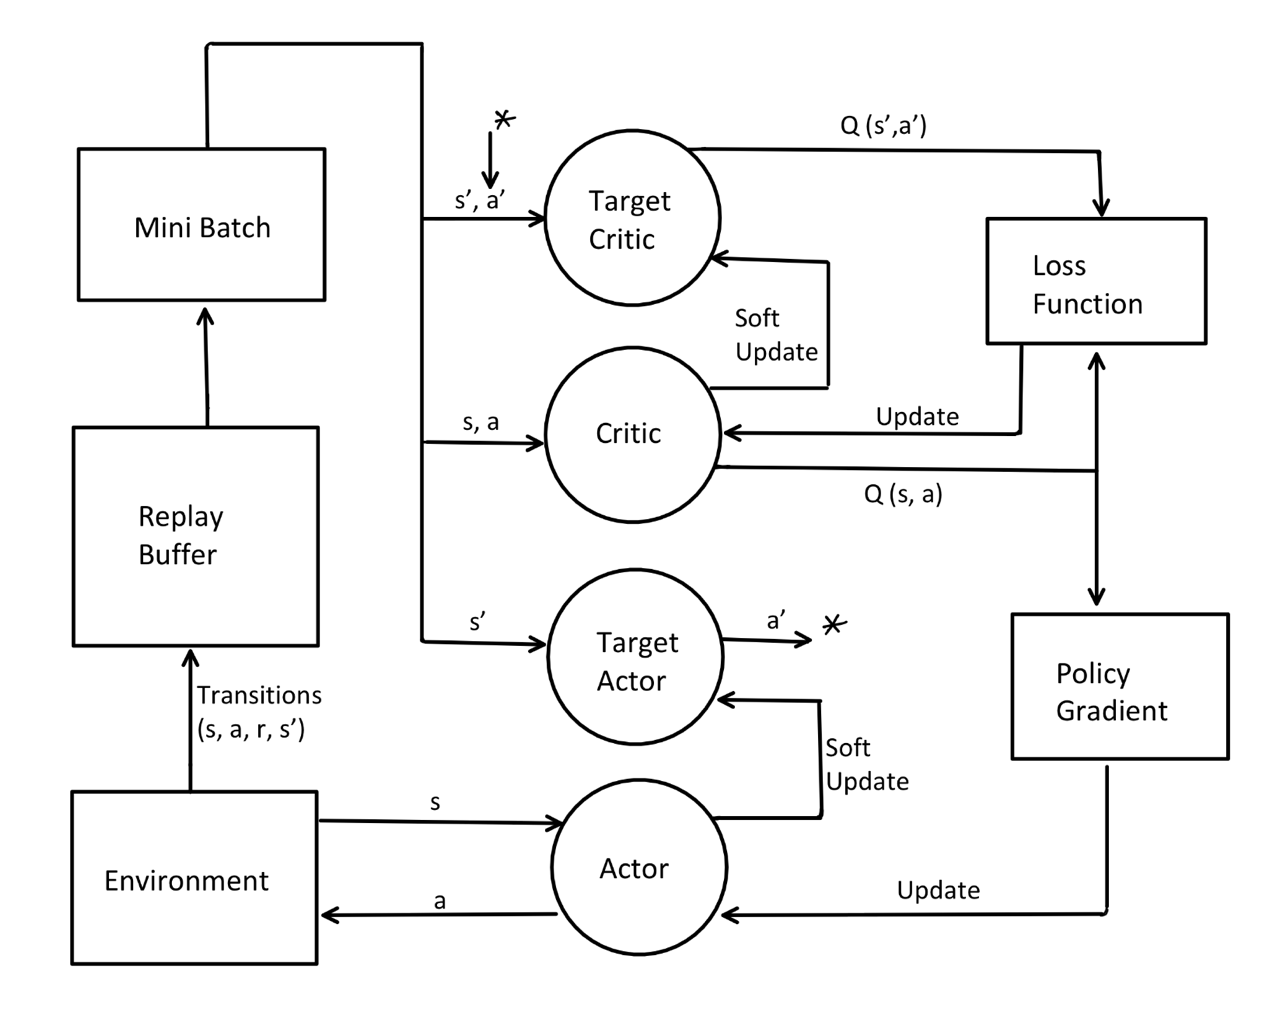 *
Q (s’,a’)
s’, a’
Target
Critic
Mini Batch
Loss
Function
Soft
Update
s, a
Critic
Update
Q (s, a)
Replay
Buffer
s’
Target
Actor
a’
*
Transitions
(s, a, r, s’)
Policy
Gradient
Soft
Update
s
Environment
Actor
a
Update